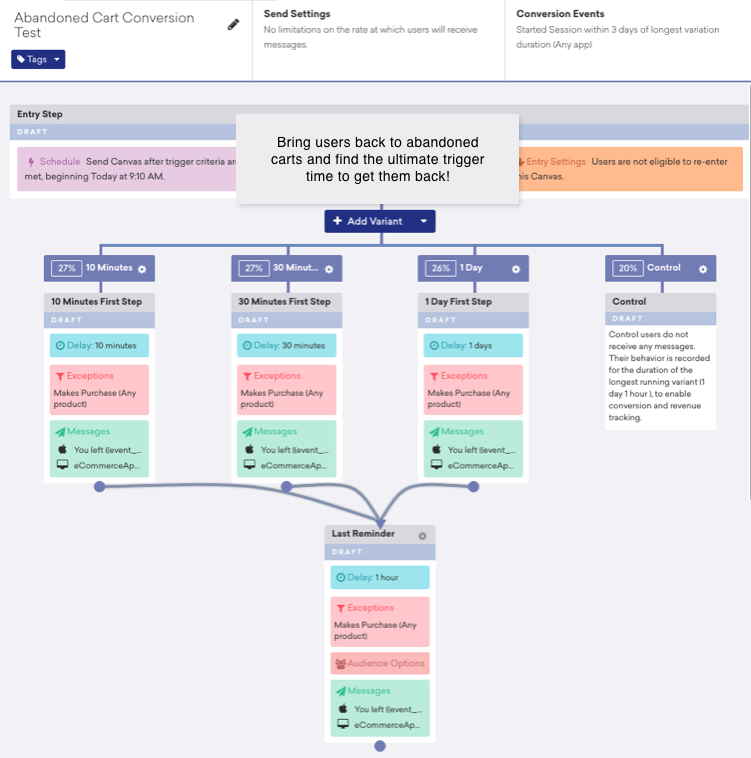 Abandoned Cart Conversion
Test
Tags
Send Settings
No limitations on the rate at which users will receive
messages.
Conversion Events
Started Session within 3 days of longest variation
duration (Any app)
Entry Step
DRAFT
Schedule Send Canvas after trigger criteria are
met, beginning Today at 9:10 AM.
Bring users back to abandoned
carts and find the ultimate trigger
time to get them back!
Entry Settings Users are not eligible to re-enter
this Canvas.
Add Variant
27% 10 Minutes
27% 30 Minut...
26% 1 Day
20% Control
10 Minutes First Step
DRAFT
Delay: 10 minutes
Exceptions
Makes Purchase (Any
product)
Messages
You left {{event_...
eCommerceAp...
30 Minutes First Step
DRAFT
Delay: 30 minutes
Exceptions
Makes Purchase (Any
product)
Messages
You left {{event_...
eCommerceAp...
1 Day First Step
DRAFT
Delay: 1 days
Exceptions
Makes Purchase (Any
product)
Messages
You left {{event_...
eCommerceAp...
Control
DRAFT
Control users do not
receive any messages.
Their behavior is recorded
for the duration of the
longest running variant (1
day 1 hour ), to enable
conversion and revenue
tracking.
Last Reminder
DRAFT
Delay: 1 hour
Exceptions
Makes Purchase (Any
product)
Audience Options
Messages
You left {{event_...
eCommerceAp...